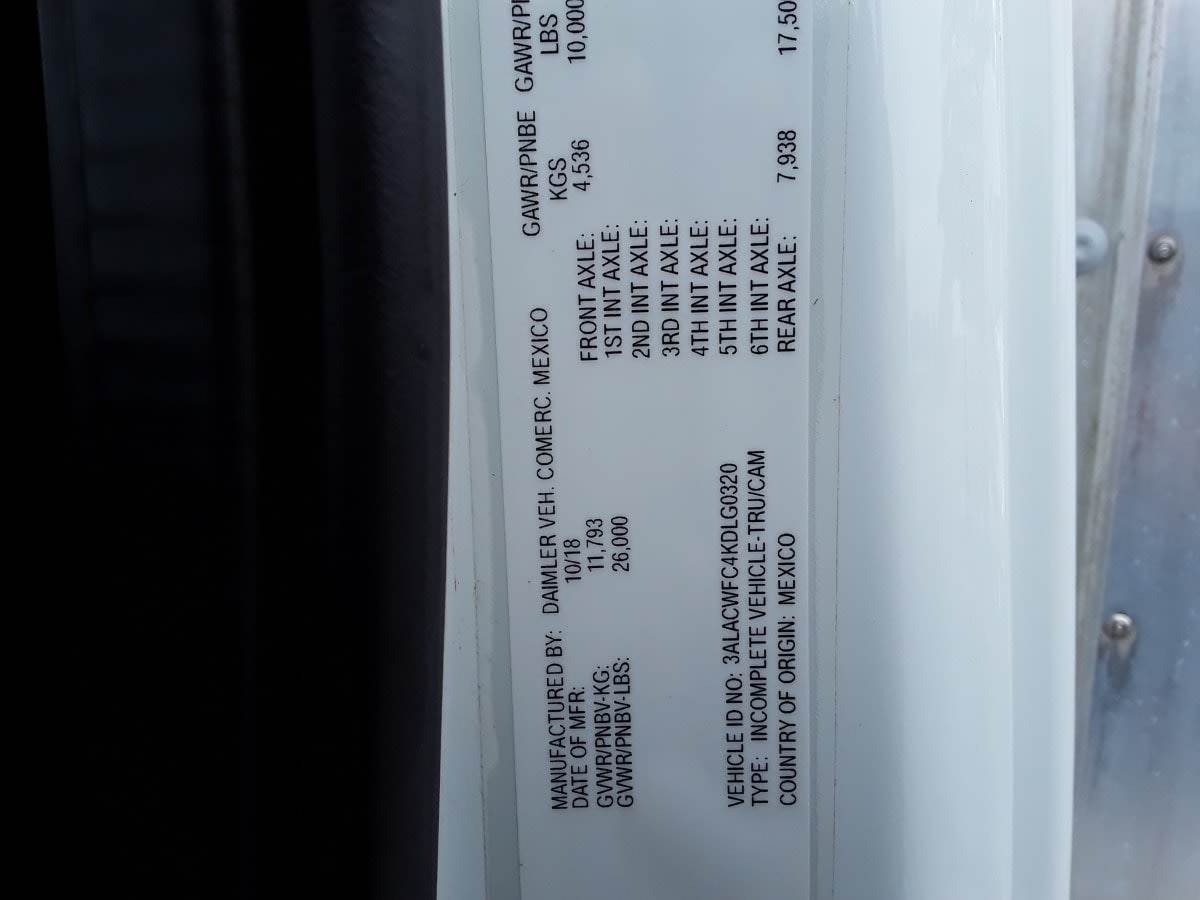 MANUFACTURED BY: DAIMLER VEH. COMERC. MEXICO
DATE OF MFR: 10/18
GVWR/PNBV-KG: 11,793
GVWR/PNBV-LBS: 26,000
VEHICLE ID NO: 3ALACWFC4KDLG0320
TYPE: INCOMPLETE VEHICLE-TRU/CAM
COUNTRY OF ORIGIN: MEXICO
GAWR/PNBE GAWR/P
KGS LBS
FRONT AXLE: 4,536 10,000
1ST INT AXLE:
2ND INT AXLE:
3RD INT AXLE:
4TH INT AXLE:
5TH INT AXLE:
6TH INT AXLE:
REAR AXLE: 7,938 17,50